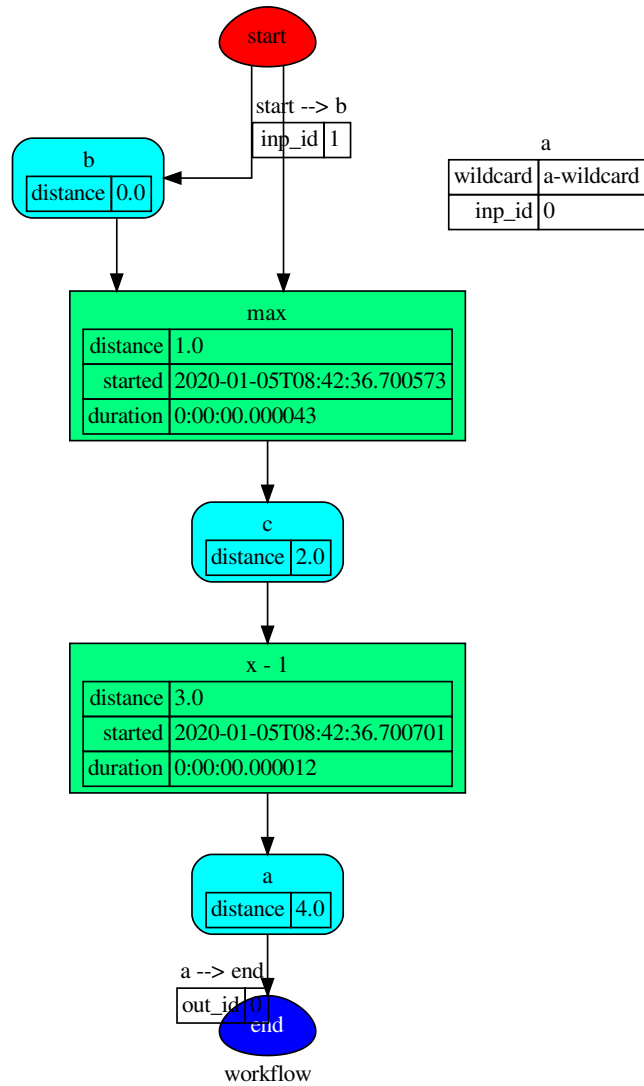 start
start --> b
inp_id 1
b
distance 0.0
a
wildcard a-wildcard
inp_id 0
max
distance 1.0
started 2020-01-05T08:42:36.700573
duration 0:00:00.000043
c
distance 2.0
x - 1
distance 3.0
started 2020-01-05T08:42:36.700701
duration 0:00:00.000012
a
distance 4.0
a --> end
out_id 0
end
workflow